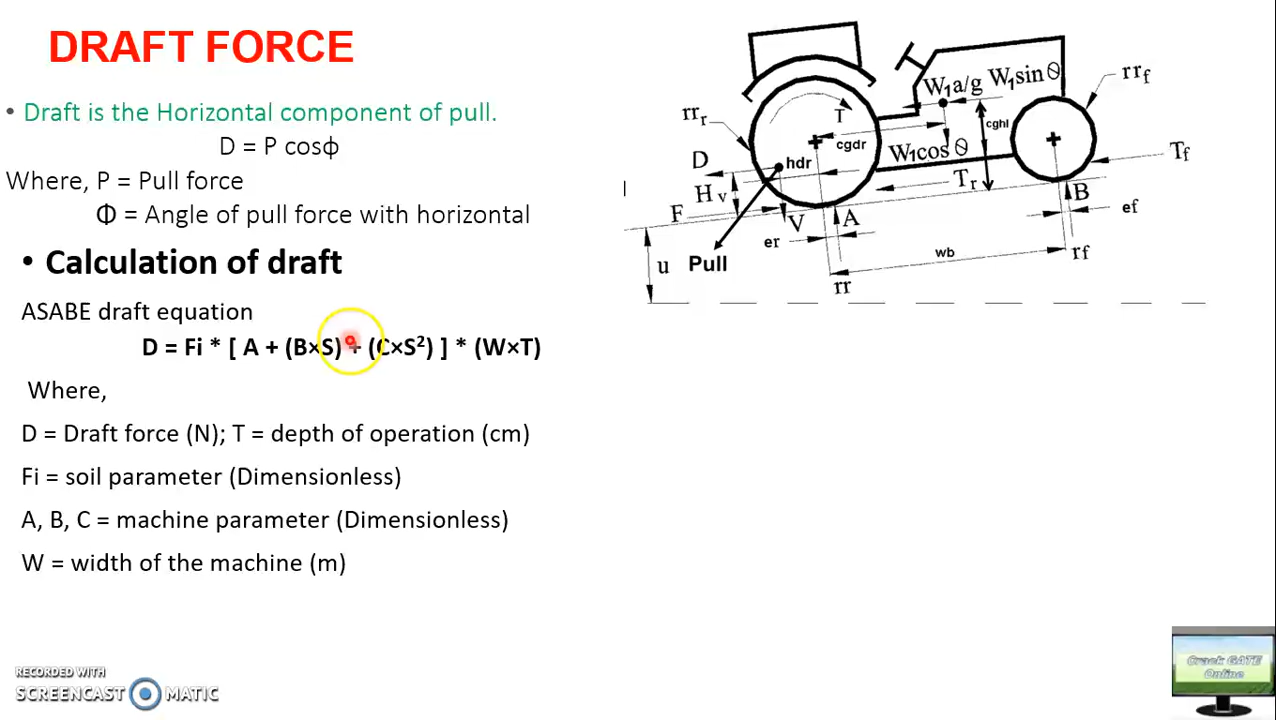 DRAFT FORCE
• Draft is the Horizontal component of pull.
D = P cosϕ
Where, P = Pull force
Φ = Angle of pull force with horizontal
• Calculation of draft
ASABE draft equation
D = Fi * [ A + (B×S) + (C×S²) ] * (W×T)
Where,
D = Draft force (N); T = depth of operation (cm)
Fi = soil parameter (Dimensionless)
A, B, C = machine parameter (Dimensionless)
W = width of the machine (m)
W₁a/g W₁sin θ
rr_f
rr_r
T
cghl
cgdr
W₁cos θ
D
hdr
T_f
H v
T_r
B
F
V
A
ef
er
wb
rf
u
Pull
rr
RECORDED WITH
SCREENCAST MATIC
Crack GATE
Online